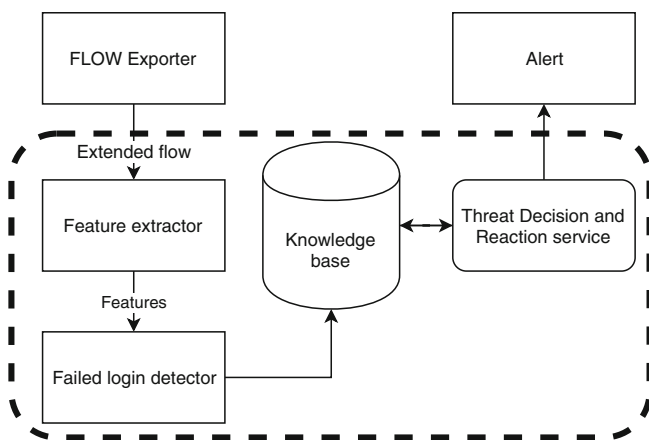 FLOW Exporter
Alert
Extended flow
Feature extractor
Knowledge
base
Threat Decision and
Reaction service
Features
Failed login detector